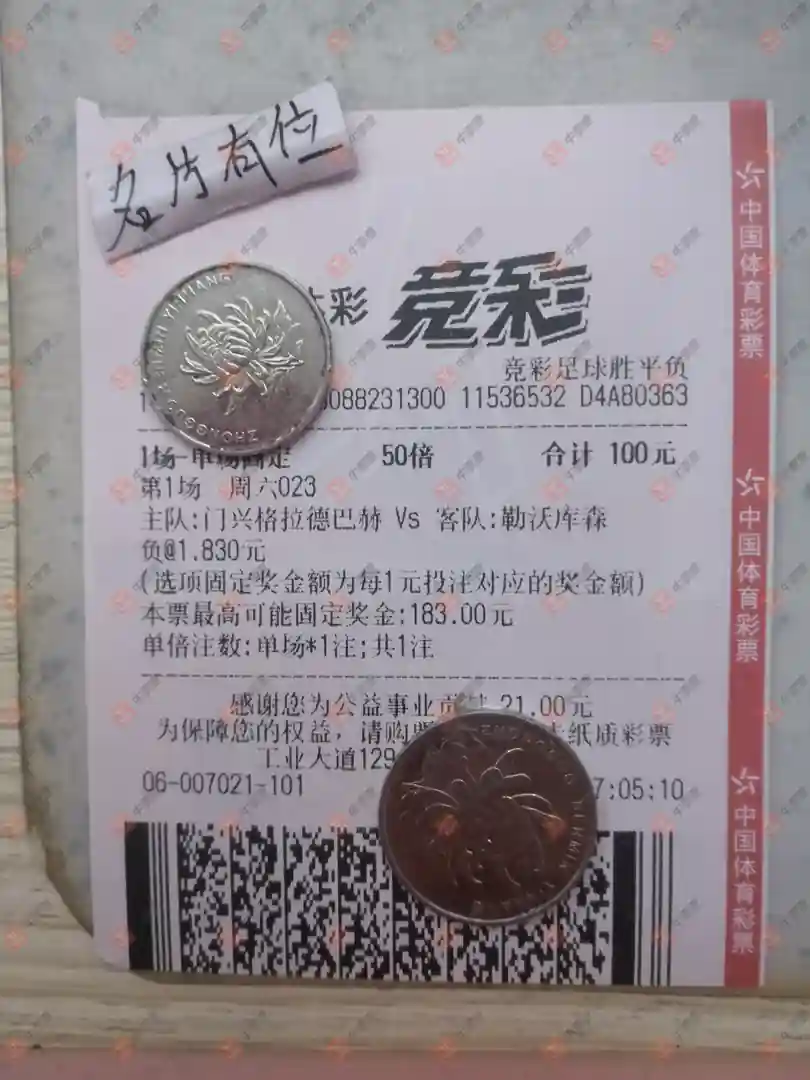 名片有位
彩 竞彩
竞彩足球胜平负
088231300 11536532 D4A80363
1场-单场固定 50倍 合计 100元
第1场 周六023
主队:门兴格拉德巴赫 Vs 客队:勒沃库森
负@1.830元
(选项固定奖金额为每1元投注对应的奖金额)
本票最高可能固定奖金:183.00元
单倍注数:单场*1注;共1注
感谢您为公益事业贡献 21.00元
为保障您的权益,请购 纸质彩票
工业大道129
06-007021-101 7:05:10
中国体育彩票
中国体育彩票
中国体育彩票
ZHONGGUO YI YUAN